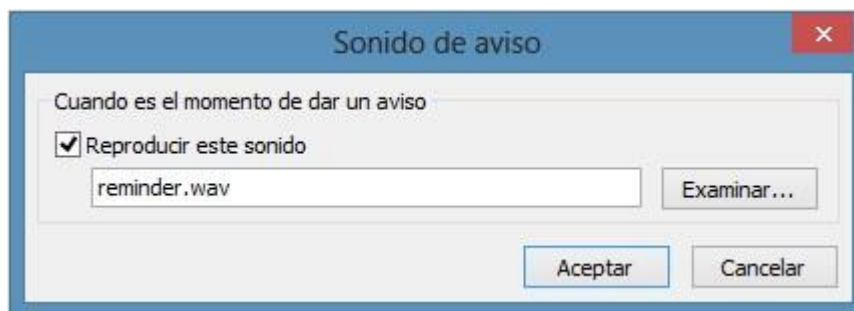 Sonido de aviso
Cuando es el momento de dar un aviso
Reproducir este sonido
reminder.wav Examinar...
Aceptar Cancelar